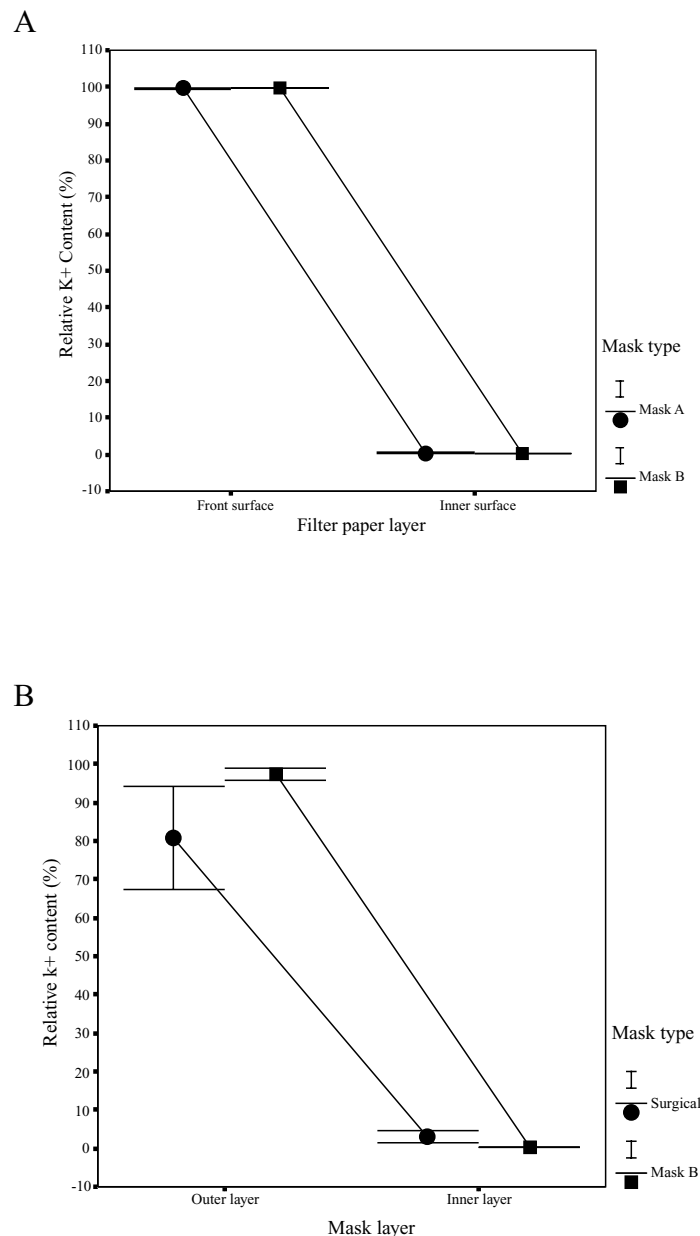 A
110
100
90
80
70
60
50
40
30
20
10
0
-10
Relative K+ Content (%)
Front surface
Inner surface
Filter paper layer
Mask type
Mask A
Mask B
B
110
100
90
80
70
60
50
40
30
20
10
0
-10
Relative k+ content (%)
Outer layer
Inner layer
Mask layer
Mask type
Surgical
Mask B